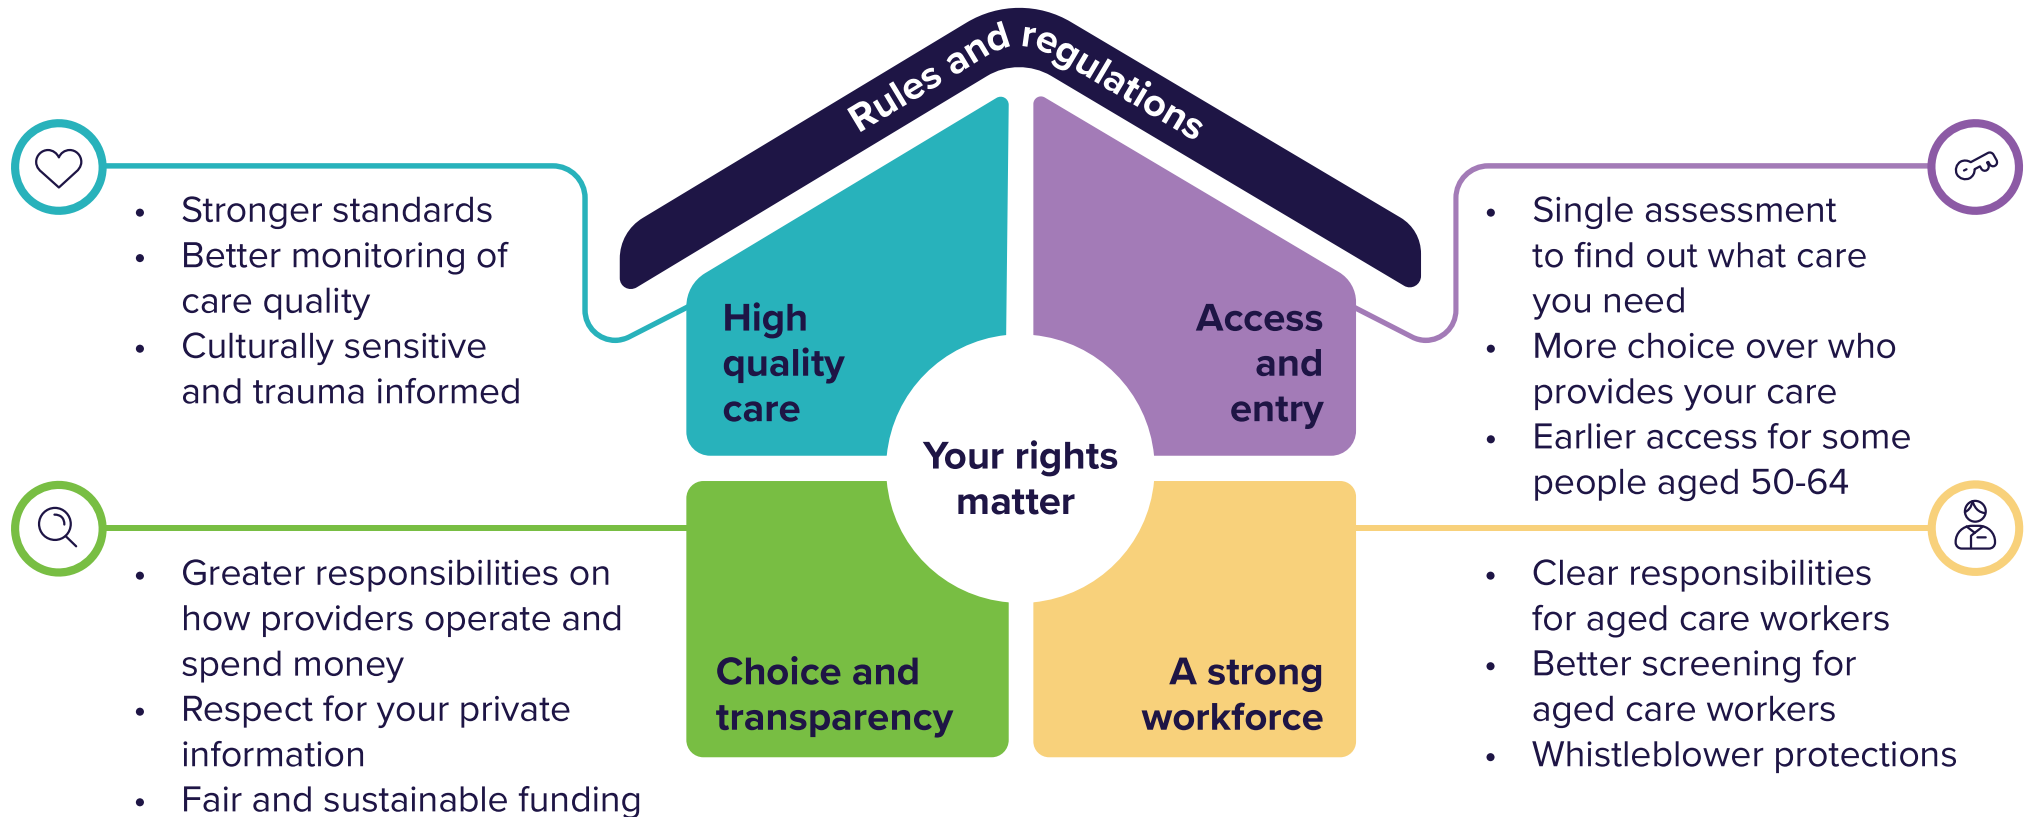 Rules and regulations
• Stronger standards
• Better monitoring of
care quality
• Culturally sensitive
and trauma informed
High
quality
care
Access
and
entry
• Single assessment
to find out what care
you need
• More choice over who
provides your care
• Earlier access for some
people aged 50-64
Your rights
matter
• Greater responsibilities on
how providers operate and
spend money
• Respect for your private
information
• Fair and sustainable funding
Choice and
transparency
A strong
workforce
• Clear responsibilities
for aged care workers
• Better screening for
aged care workers
• Whistleblower protections